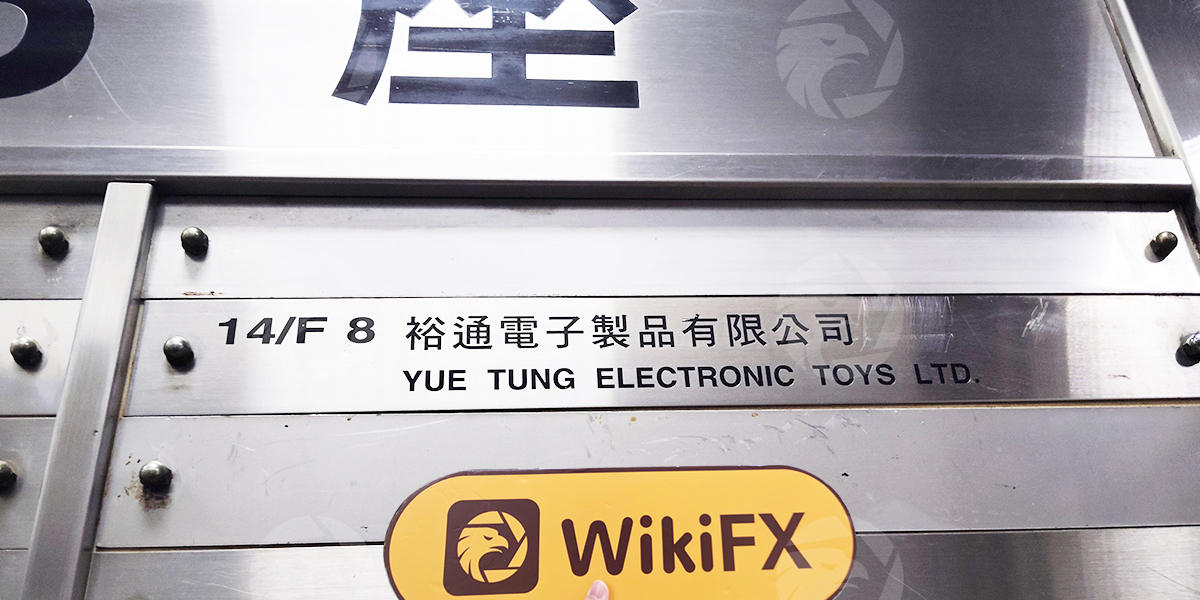 座
14/F 8 裕通電子製品有限公司
YUE TUNG ELECTRONIC TOYS LTD.
WikiFX